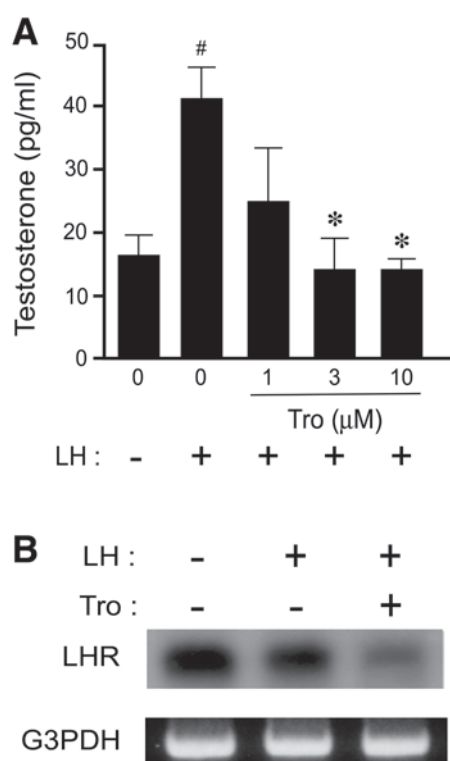 A
Testosterone (pg/ml)
50
40
30
20
10
0
#
*
*
0 0 1 3 10
Tro (μM)
LH : - + + + +
B
LH : - + +
Tro : - - +
LHR
G3PDH